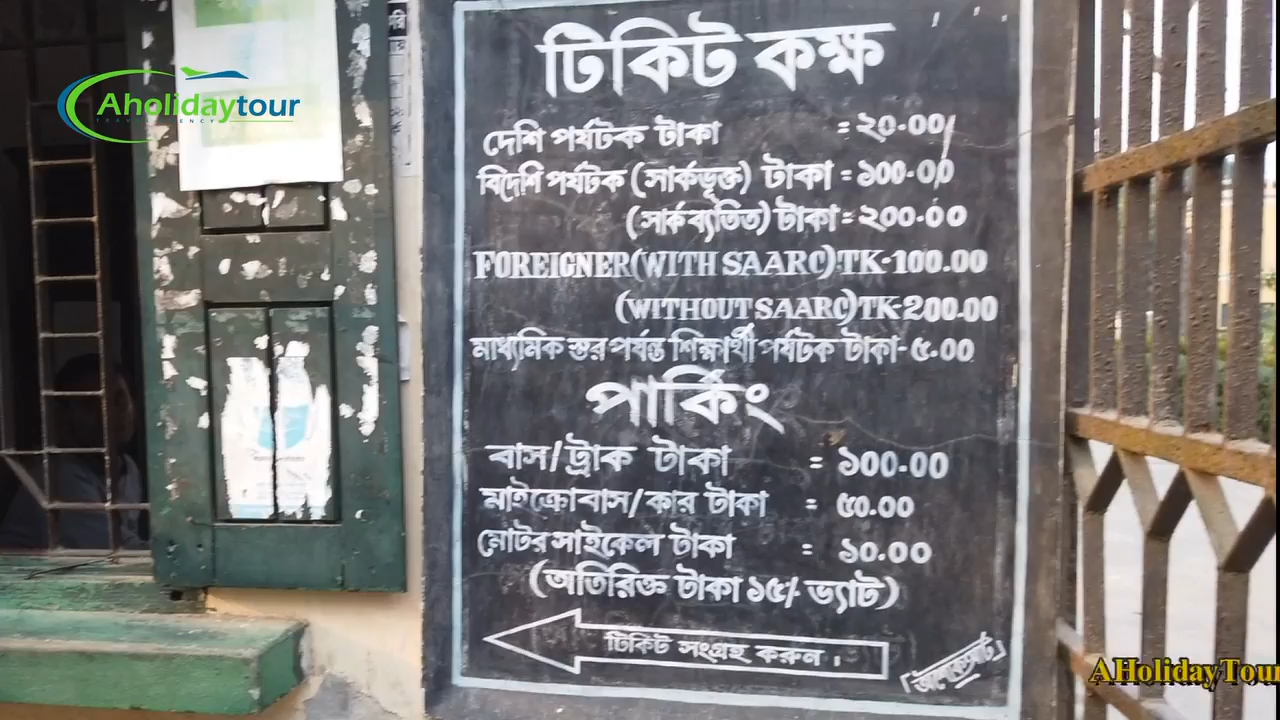 Aholidaytour
টিকিট কক্ষ
দেশি পর্যটক টাকা = ২০.০০/
বিদেশি পর্যটক (সার্কভূক্ত) টাকা = ১০০.০০
(সার্ক ব্যতিত) টাকা = ২০০.০০
FOREIGNER(WITH SAARC)TK-100.00
(WITHOUT SAARC)TK-200.00
মাধ্যমিক স্তর পর্যন্ত শিক্ষার্থী পর্যটক টাকা-৫.০০
পার্কিং
বাস/ট্রাক টাকা = ১০০.০০
মাইক্রোবাস/কার টাকা = ৫০.০০
মোটর সাইকেল টাকা = ১০.০০
(অতিরিক্ত টাকা ১৫/- ভ্যাট)
টিকিট সংগ্রহ করুন।
AHolidayTour